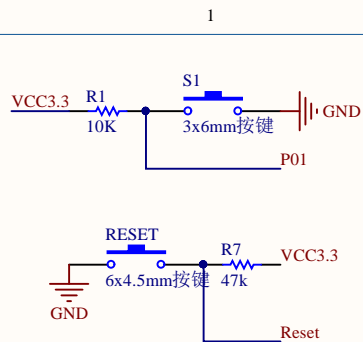 1
S1
VCC3.3
R1
GND
10K
3x6mm按键
P01
RESET
R7
VCC3.3
6x4.5mm按键
47k
GND
Reset